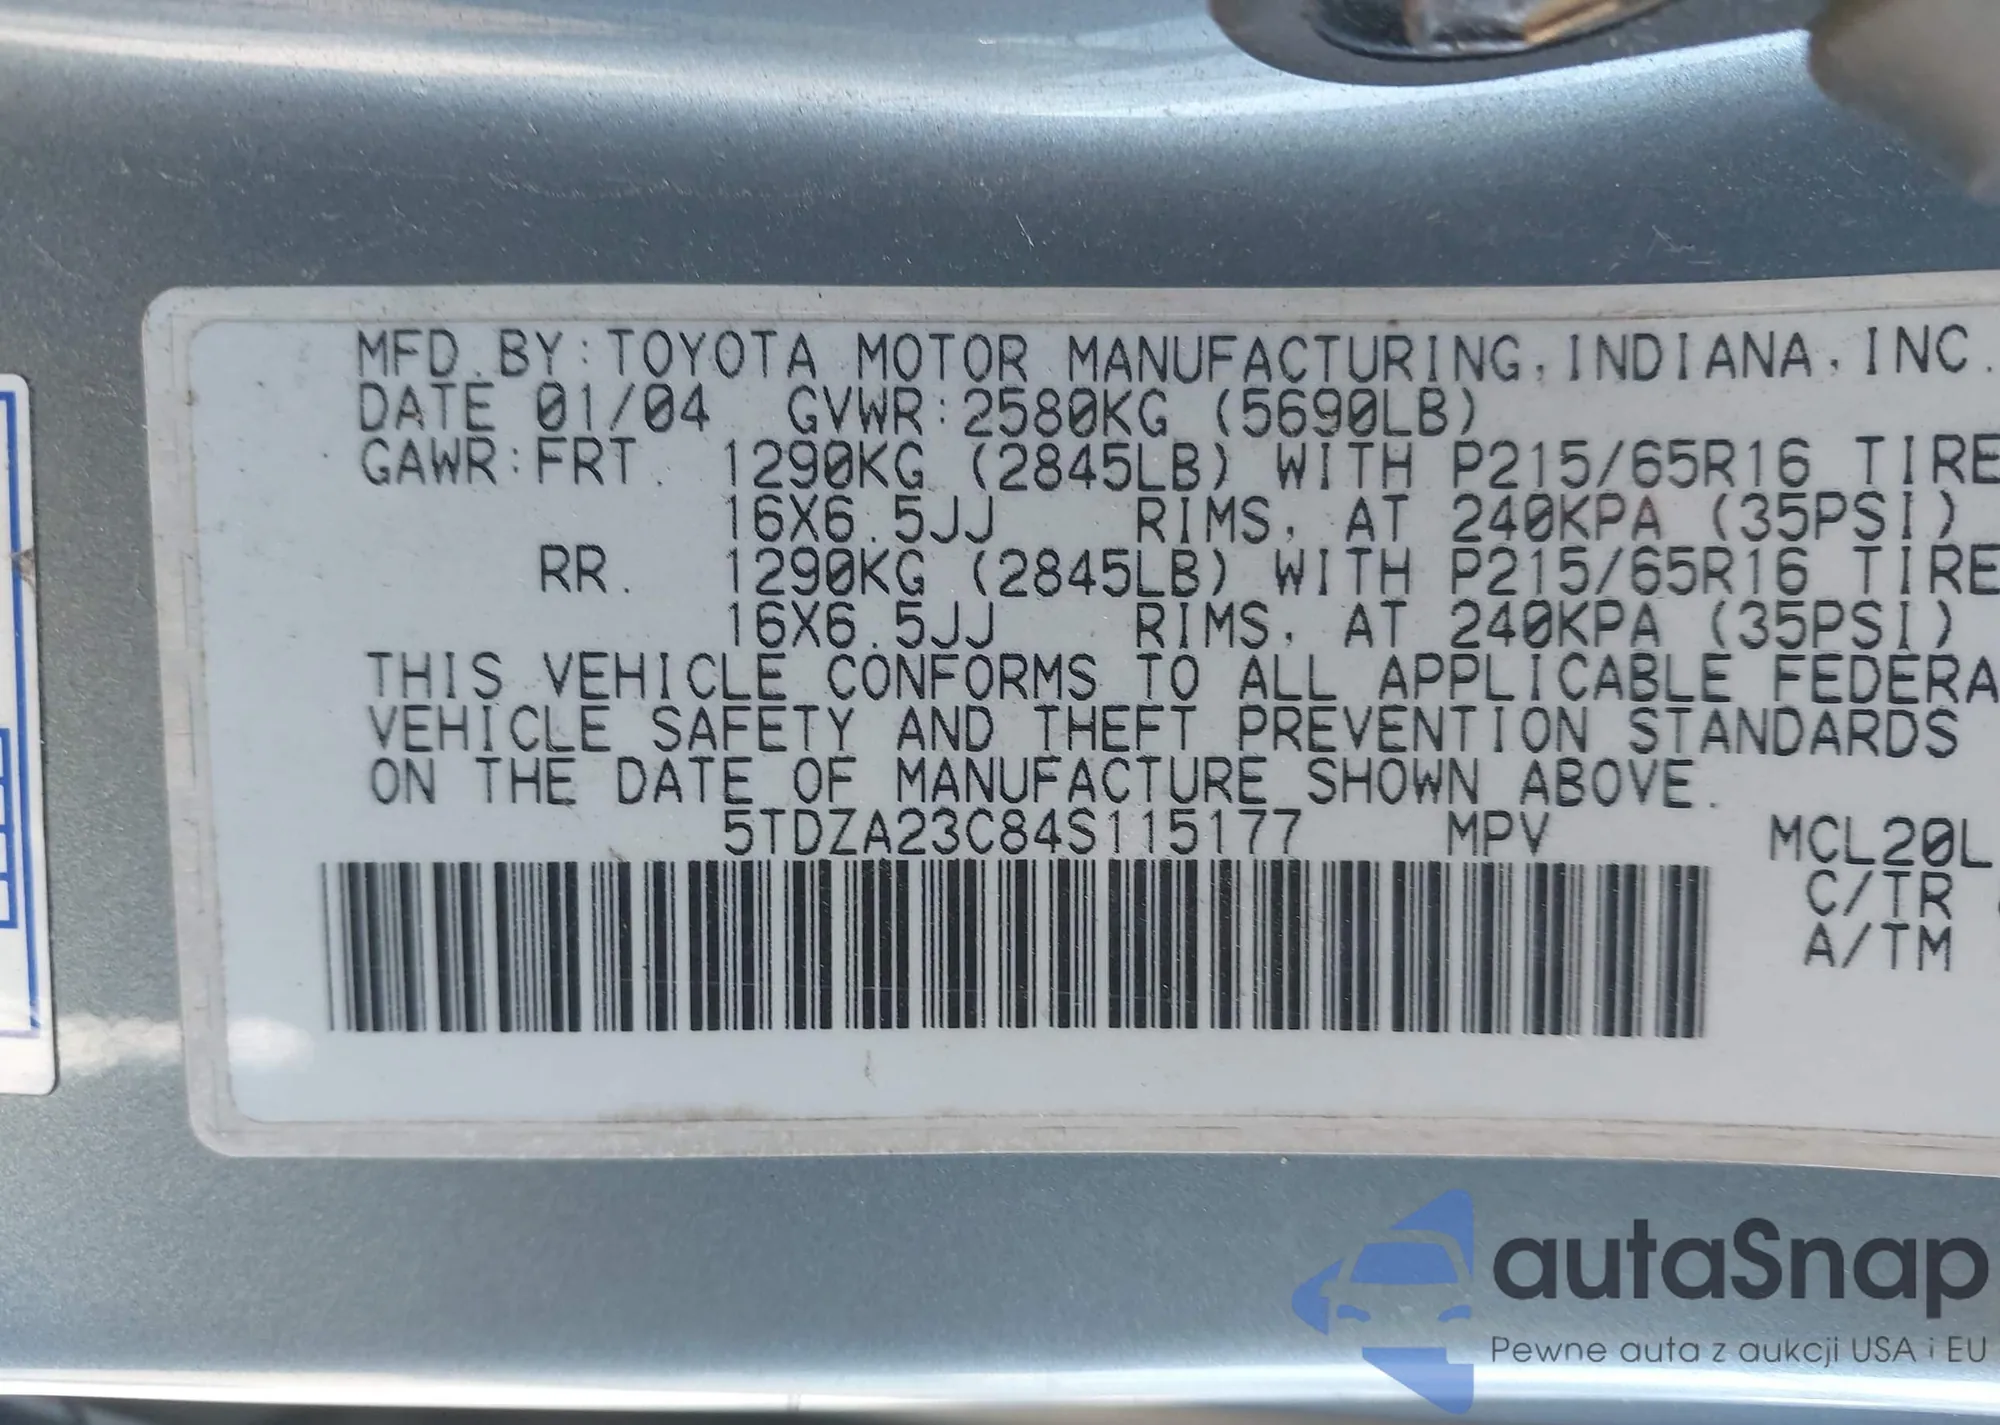 MFD.BY:TOYOTA MOTOR MANUFACTURING,INDIANA,INC.
DATE 01/04 GVWR:2580KG (5690LB)
GAWR:FRT. 1290KG (2845LB) WITH P215/65R16 TIRE
16X6.5JJ RIMS, AT 240KPA (35PSI)
RR. 1290KG (2845LB) WITH P215/65R16 TIRE
16X6.5JJ RIMS, AT 240KPA (35PSI)
THIS VEHICLE CONFORMS TO ALL APPLICABLE FEDERA
VEHICLE SAFETY AND THEFT PREVENTION STANDARDS
ON THE DATE OF MANUFACTURE SHOWN ABOVE.
5TDZA23C84S115177 MPV MCL20L
C/TR
A/TM
autaSnap
Pewne auta z aukcji USA i EU